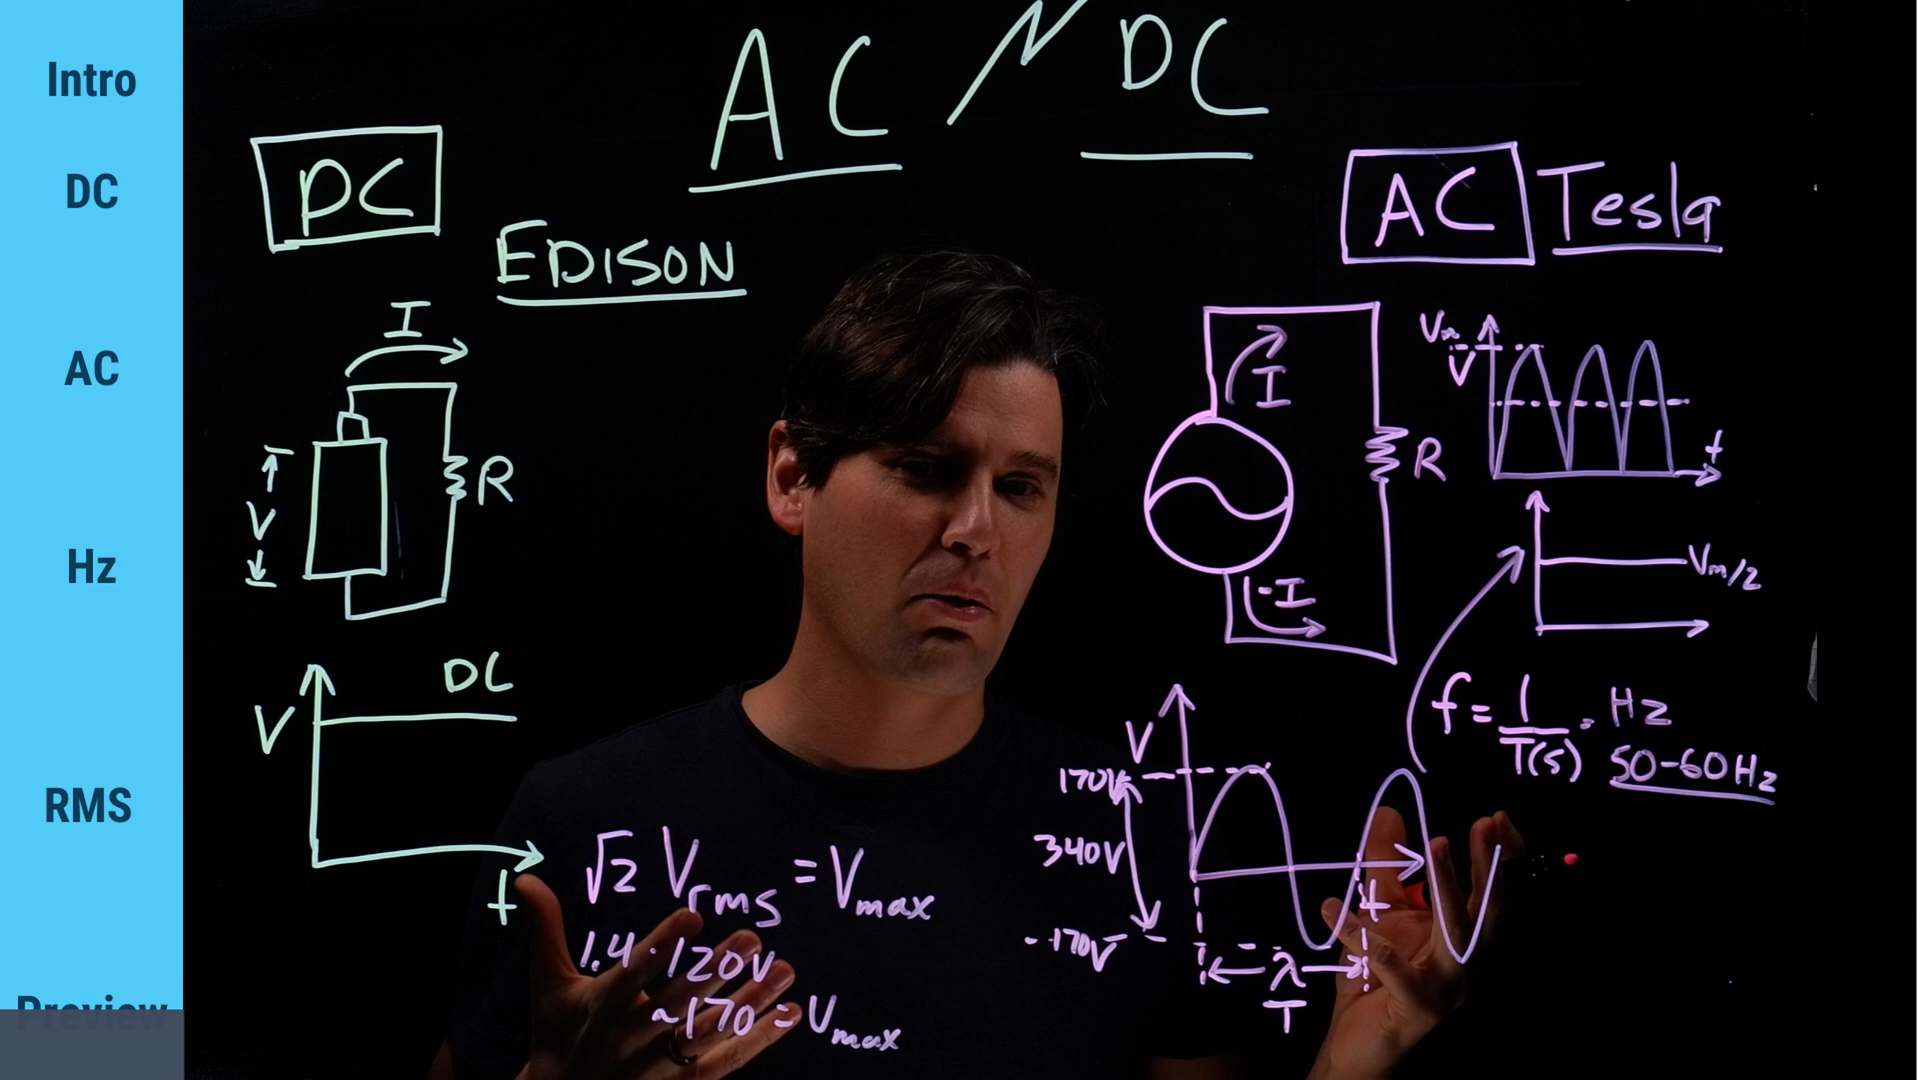 Intro
DC
AC
Hz
RMS
Preview
AC / DC
DC
EDISON
I
V
R
DC
V
t
√2 Vrms = Vmax
1.4 · 120V
~170 = Vmax
AC Tesla
I
R
-I
Vm
V
t
Vm/2
f = 1/T(s) = Hz
50-60Hz
V
170V
340V
-170V
t
λ
T